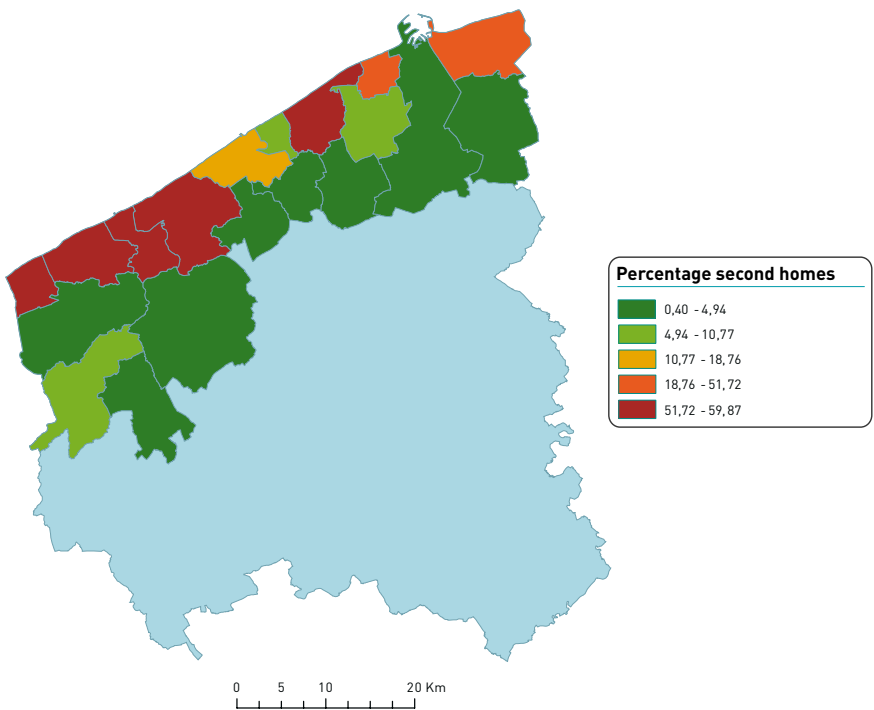 Percentage second homes
0,40 - 4,94
4,94 - 10,77
10,77 - 18,76
18,76 - 51,72
51,72 - 59,87
0 5 10 20 Km